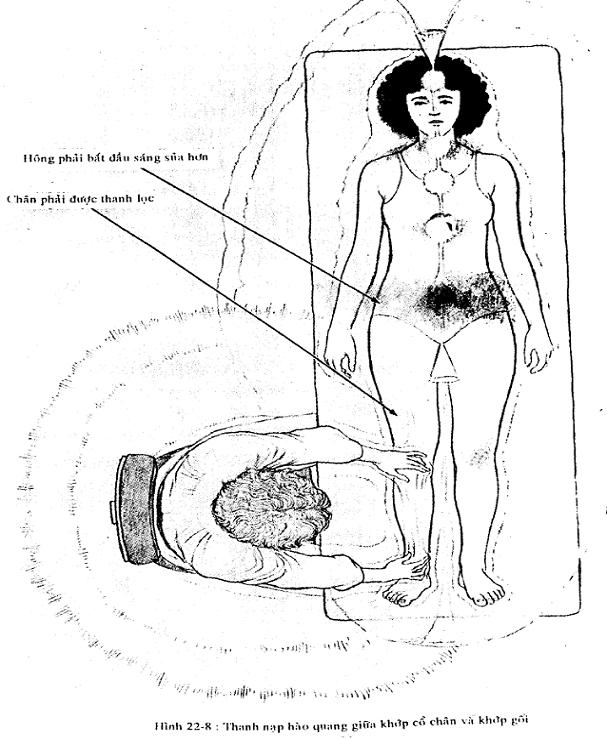 Hông phải bắt đầu sáng sủa hơn
Chân phải được thanh lọc
Hình 22-8 : Thanh nạp hào quang giữa khớp cổ chân và khớp gối